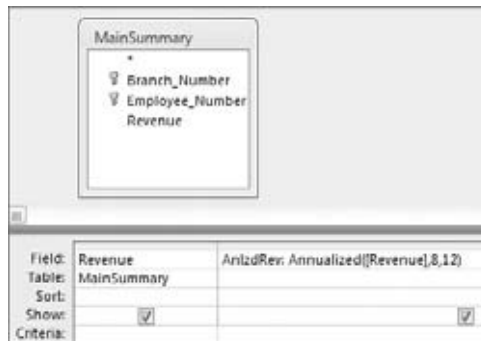 MainSummary
*
Branch_Number
Employee_Number
Revenue
Field: Revenue AnlzdRev: Annualized([Revenue],8,12)
Table: MainSummary
Sort:
Show:
Criteria: